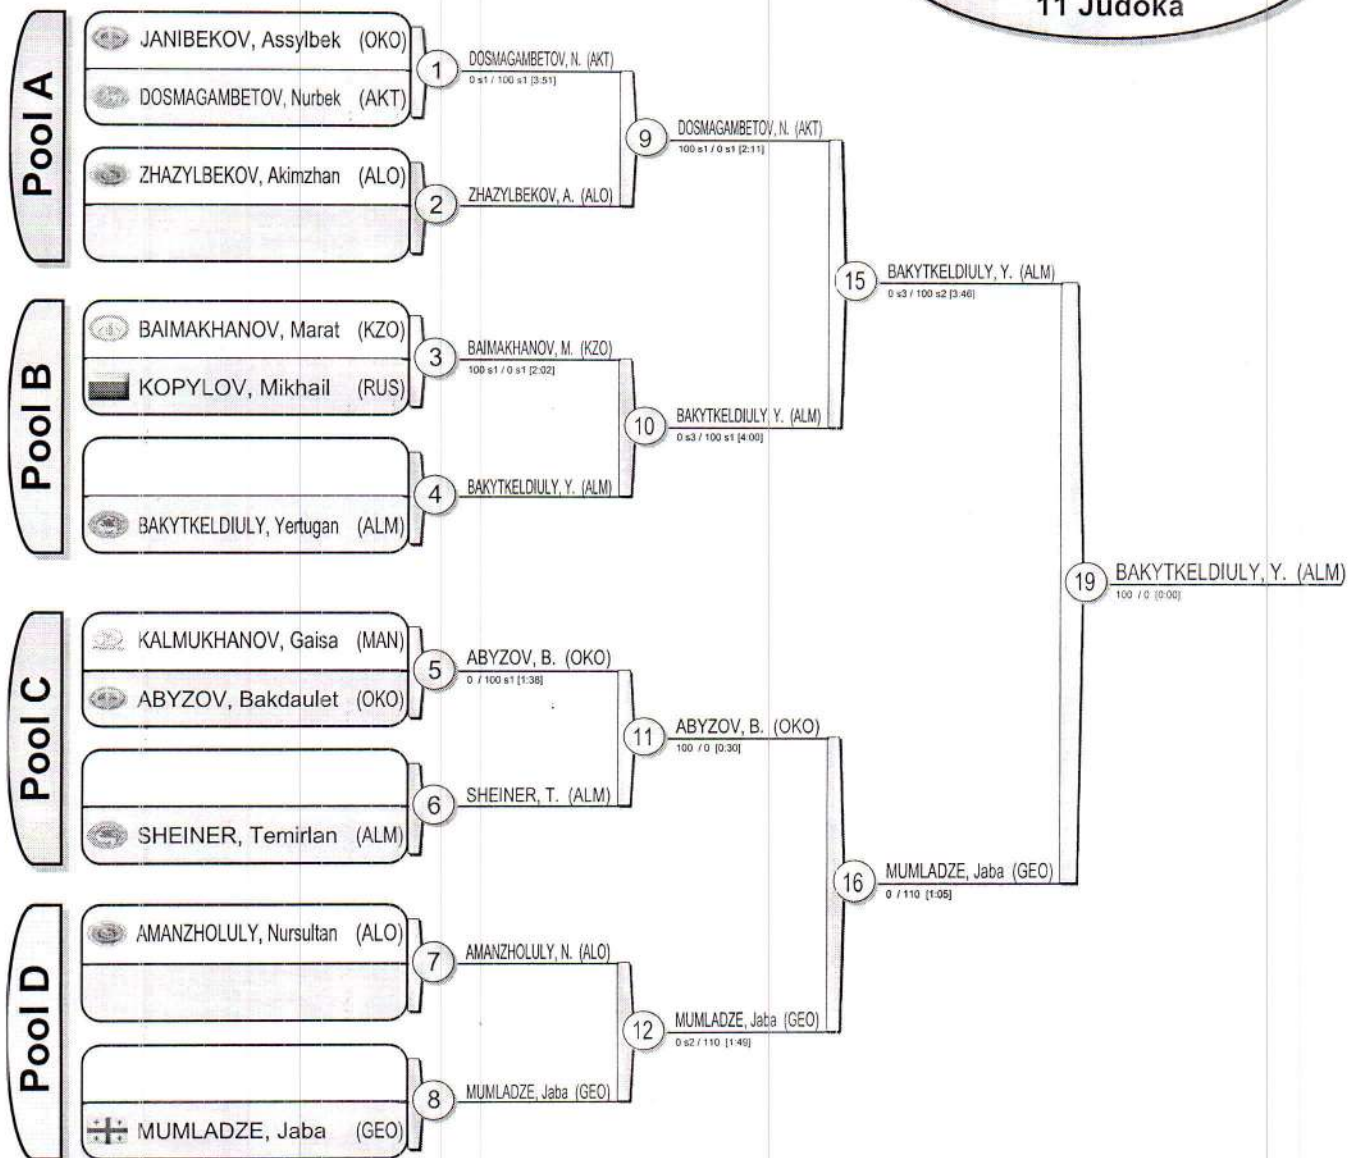 11 Judoka
Pool A
JANIBEKOV, Assylbek (OKO)
DOSMAGAMBETOV, Nurbek (AKT)
ZHAZYLBEKOV, Akimzhan (ALO)
1
DOSMAGAMBETOV, N. (AKT)
0 s1 / 100 s1 [3:51]
2
ZHAZYLBEKOV, A. (ALO)
9
DOSMAGAMBETOV, N. (AKT)
100 s1 / 0 s1 [2:11]
Pool B
BAIMAKHANOV, Marat (KZO)
KOPYLOV, Mikhail (RUS)
BAKYTKELDIULY, Yertugan (ALM)
3
BAIMAKHANOV, M. (KZO)
100 s1 / 0 s1 [2:02]
4
BAKYTKELDIULY, Y. (ALM)
10
BAKYTKELDIULY, Y. (ALM)
0 s3 / 100 s1 [4:00]
15
BAKYTKELDIULY, Y. (ALM)
0 s3 / 100 s2 [3:46]
Pool C
KALMUKHANOV, Gaisa (MAN)
ABYZOV, Bakdaulet (OKO)
SHEINER, Temirlan (ALM)
5
ABYZOV, B. (OKO)
0 / 100 s1 [1:38]
6
SHEINER, T. (ALM)
11
ABYZOV, B. (OKO)
100 / 0 [0:30]
Pool D
AMANZHOLULY, Nursultan (ALO)
MUMLADZE, Jaba (GEO)
7
AMANZHOLULY, N. (ALO)
8
MUMLADZE, Jaba (GEO)
12
MUMLADZE, Jaba (GEO)
0 s2 / 110 [1:49]
16
MUMLADZE, Jaba (GEO)
0 / 110 [1:05]
19
BAKYTKELDIULY, Y. (ALM)
100 / 0 [0:00]